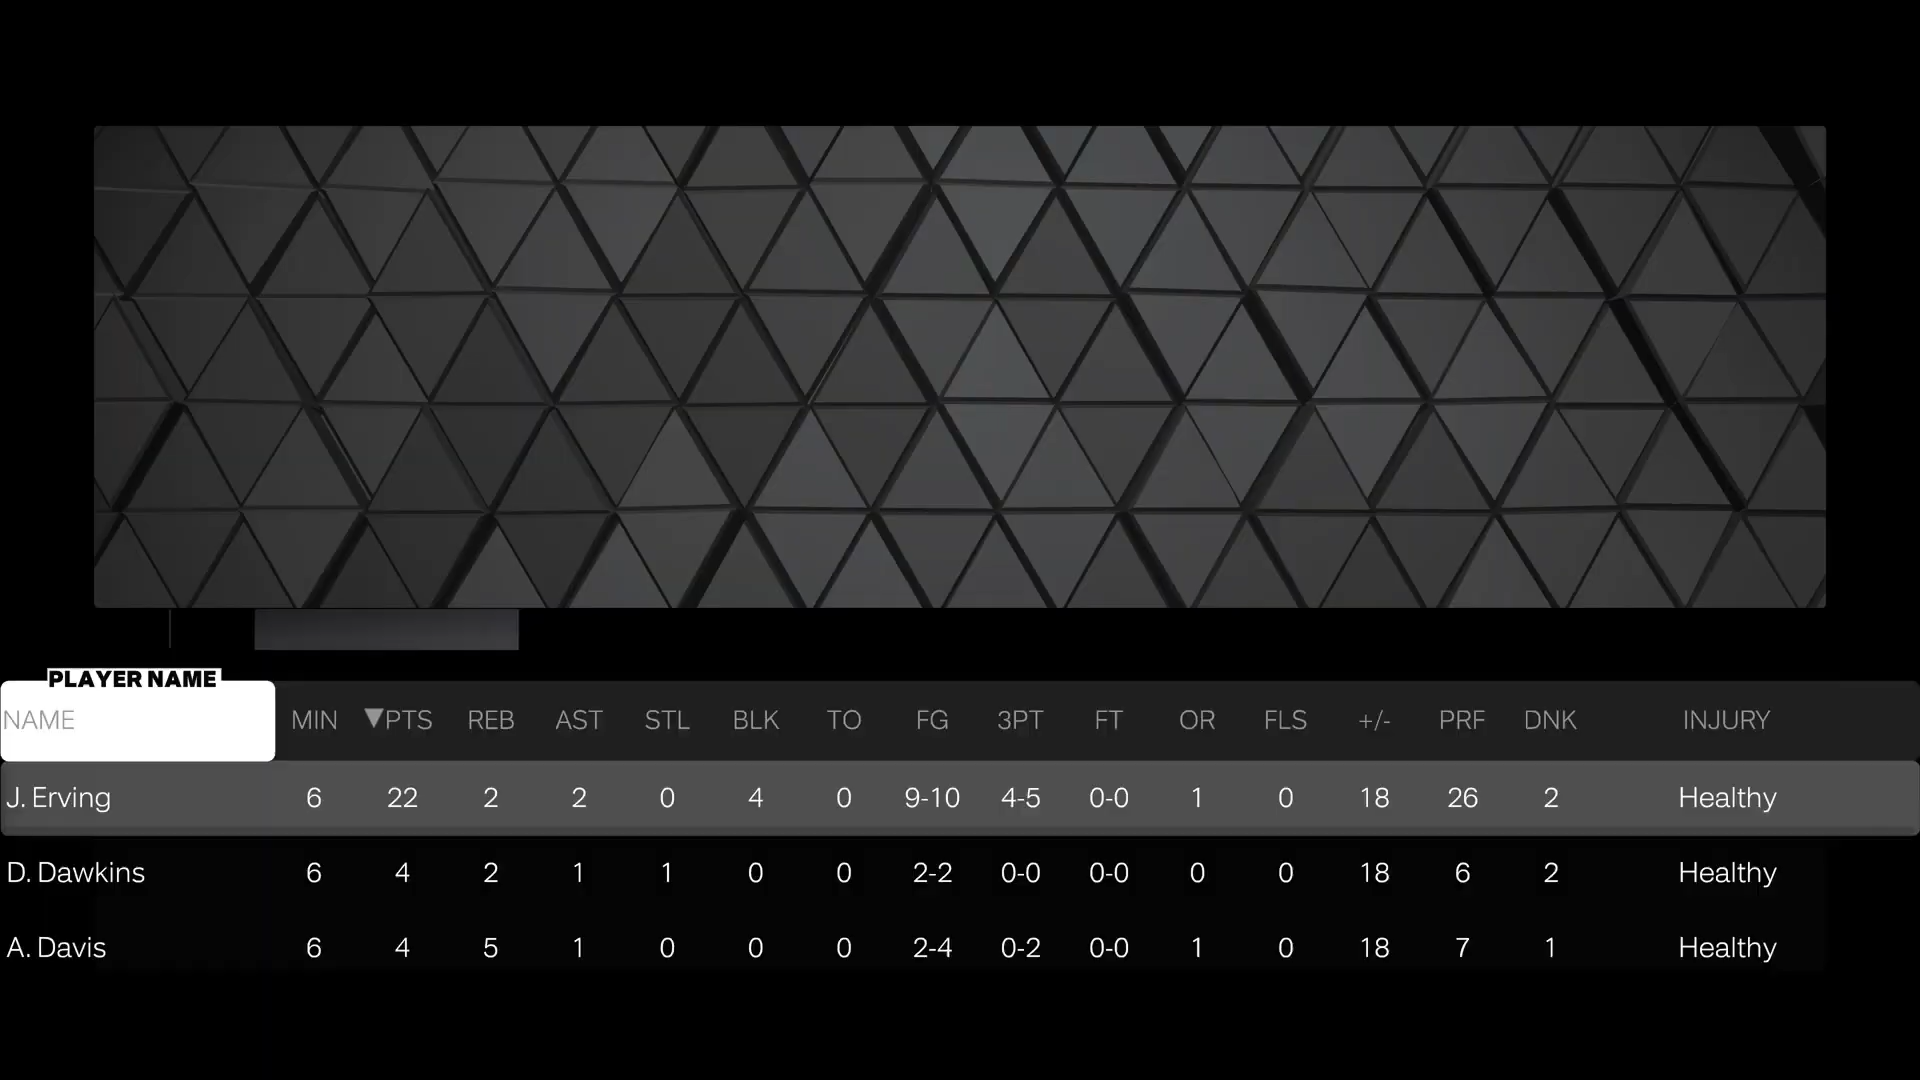 PLAYER NAME
NAME MIN ▼PTS REB AST STL BLK TO FG 3PT FT OR FLS +/- PRF DNK INJURY
J. Erving 6 22 2 2 0 4 0 9-10 4-5 0-0 1 0 18 26 2 Healthy
D. Dawkins 6 4 2 1 1 0 0 2-2 0-0 0-0 0 0 18 6 2 Healthy
A. Davis 6 4 5 1 0 0 0 2-4 0-2 0-0 1 0 18 7 1 Healthy